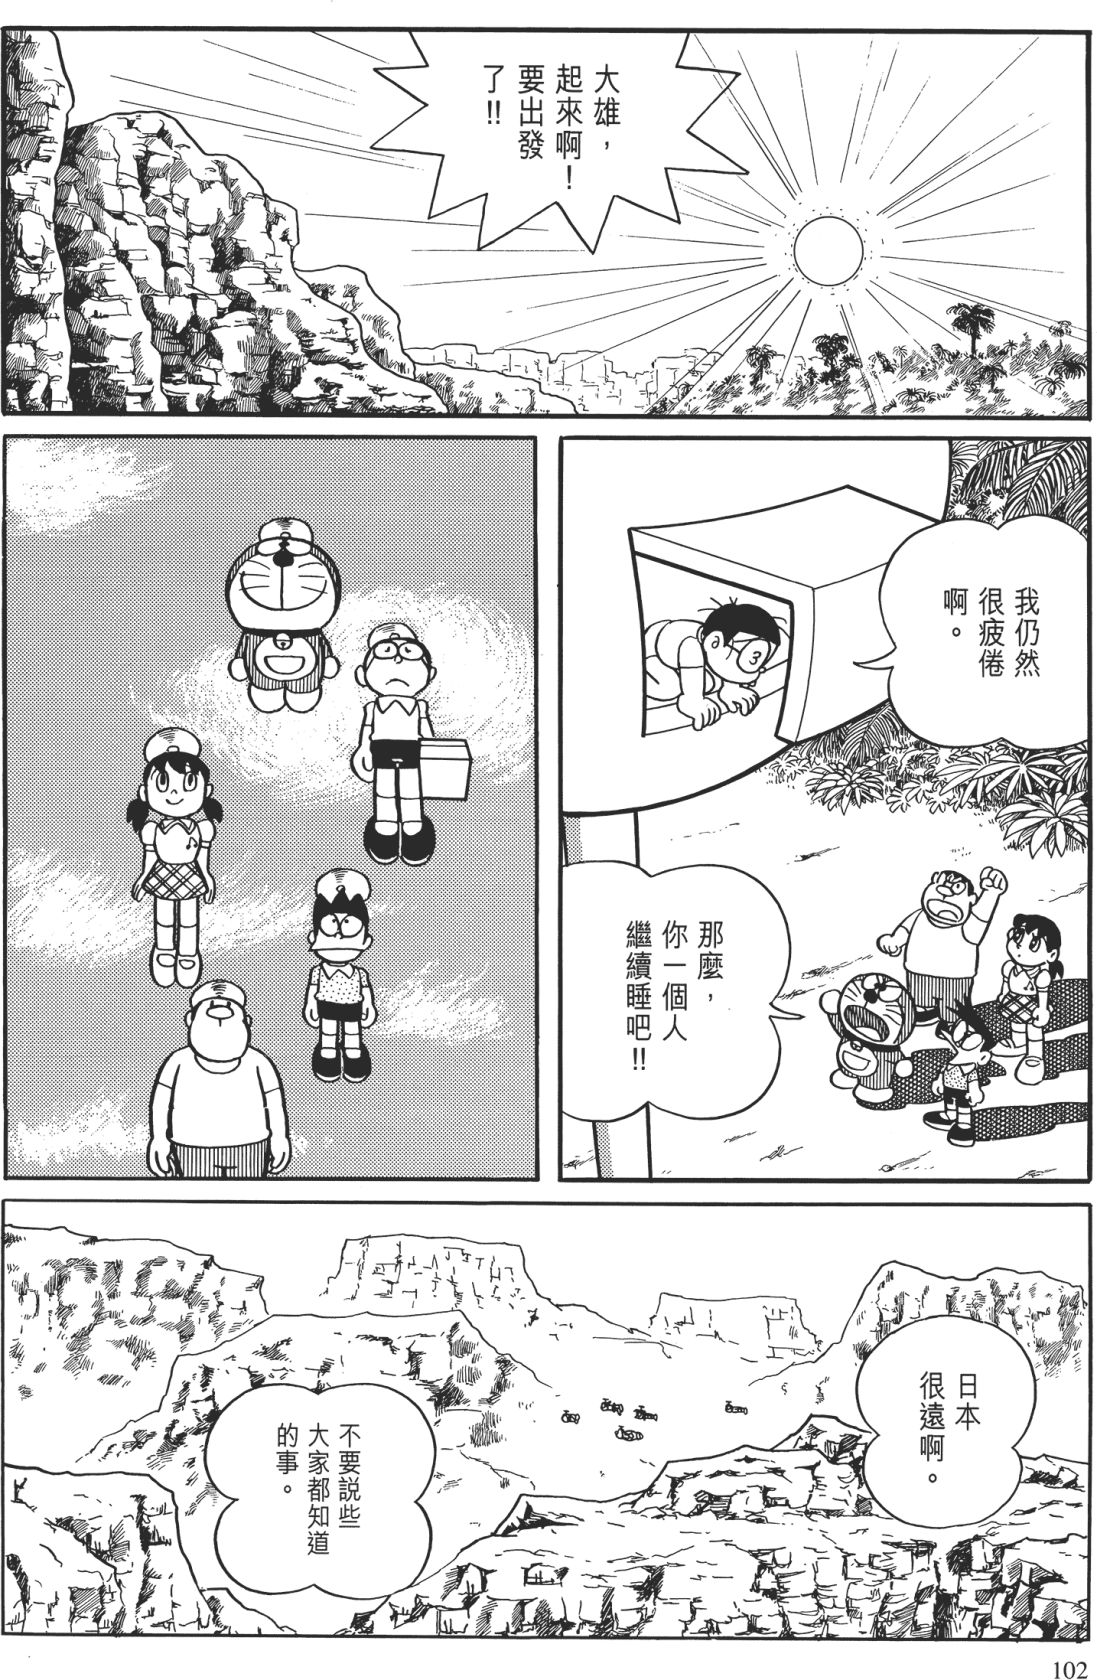 大雄，
起來啊！
要出發
了!!
我仍然
很疲倦
啊。
那麼，
你一個人
繼續睡吧!!
日本
很遠啊。
不要説些
大家都知道
的事。
102